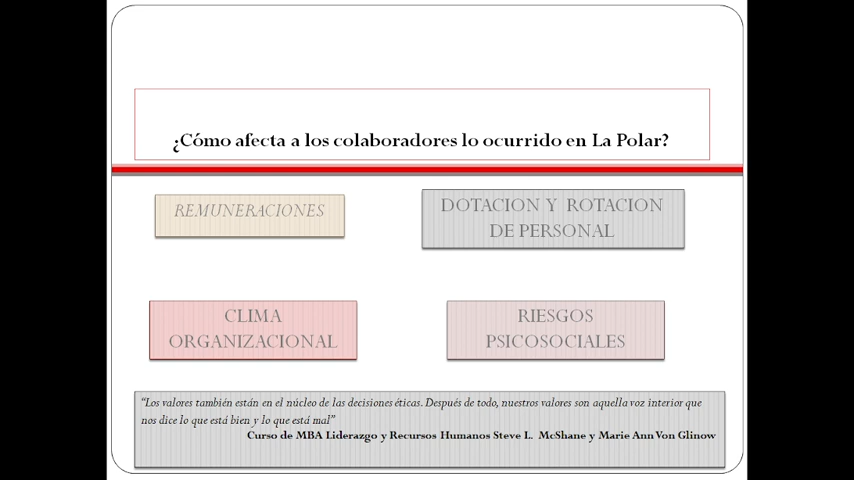 ¿Cómo afecta a los colaboradores lo ocurrido en La Polar?
REMUNERACIONES
DOTACION Y ROTACION
DE PERSONAL
CLIMA
ORGANIZACIONAL
RIESGOS
PSICOSOCIALES
“Los valores también están en el núcleo de las decisiones éticas. Después de todo, nuestros valores son aquella voz interior que
nos dice lo que está bien y lo que está mal”
Curso de MBA Liderazgo y Recursos Humanos Steve L. McShane y Marie Ann Von Glinow